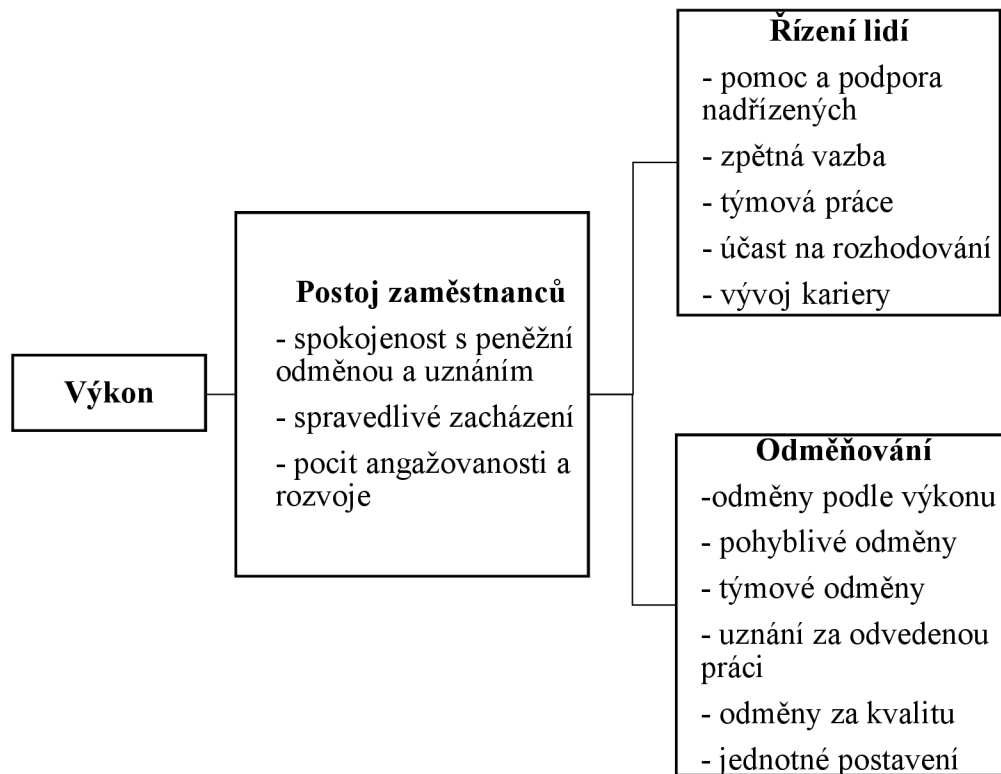 Výkon
Postoj zaměstnanců
- spokojenost s peněžní
odměnou a uznáním
- spravedlivé zacházení
- pocit angažovanosti a
rozvoje
Řízení lidí
- pomoc a podpora
nadřízených
- zpětná vazba
- týmová práce
- účast na rozhodování
- vývoj kariery
Odměňování
-odměny podle výkonu
- pohyblivé odměny
- týmové odměny
- uznání za odvedenou
práci
- odměny za kvalitu
- jednotné postavení